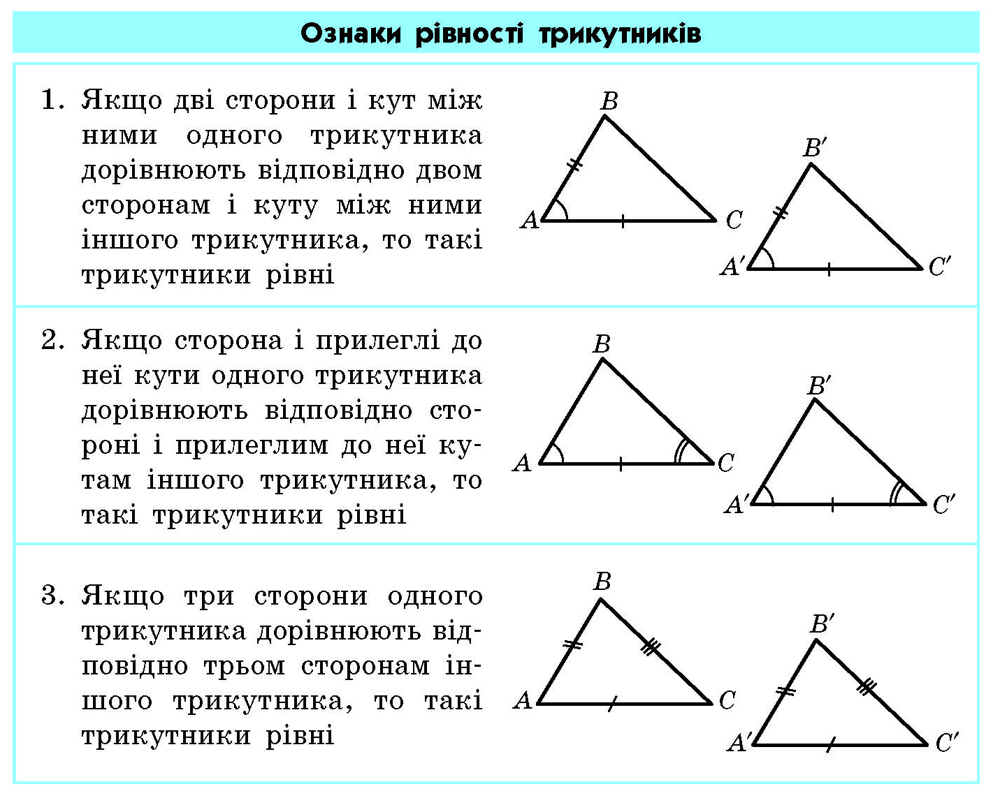 Ознаки рівності трикутників
1. Якщо дві сторони і кут між
ними одного трикутника
дорівнюють відповідно двом
сторонам і куту між ними
іншого трикутника, то такі
трикутники рівні
B
A
C
B′
A′
C′
2. Якщо сторона і прилеглі до
неї кути одного трикутника
дорівнюють відповідно сто-
роні і прилеглим до неї ку-
там іншого трикутника, то
такі трикутники рівні
B
A
C
B′
A′
C′
3. Якщо три сторони одного
трикутника дорівнюють від-
повідно трьом сторонам ін-
шого трикутника, то такі
трикутники рівні
B
A
C
B′
A′
C′